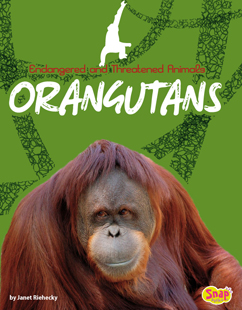 Endangered and Threatened Animals
ORANGUTANS
by Janet Riehecky
Snap